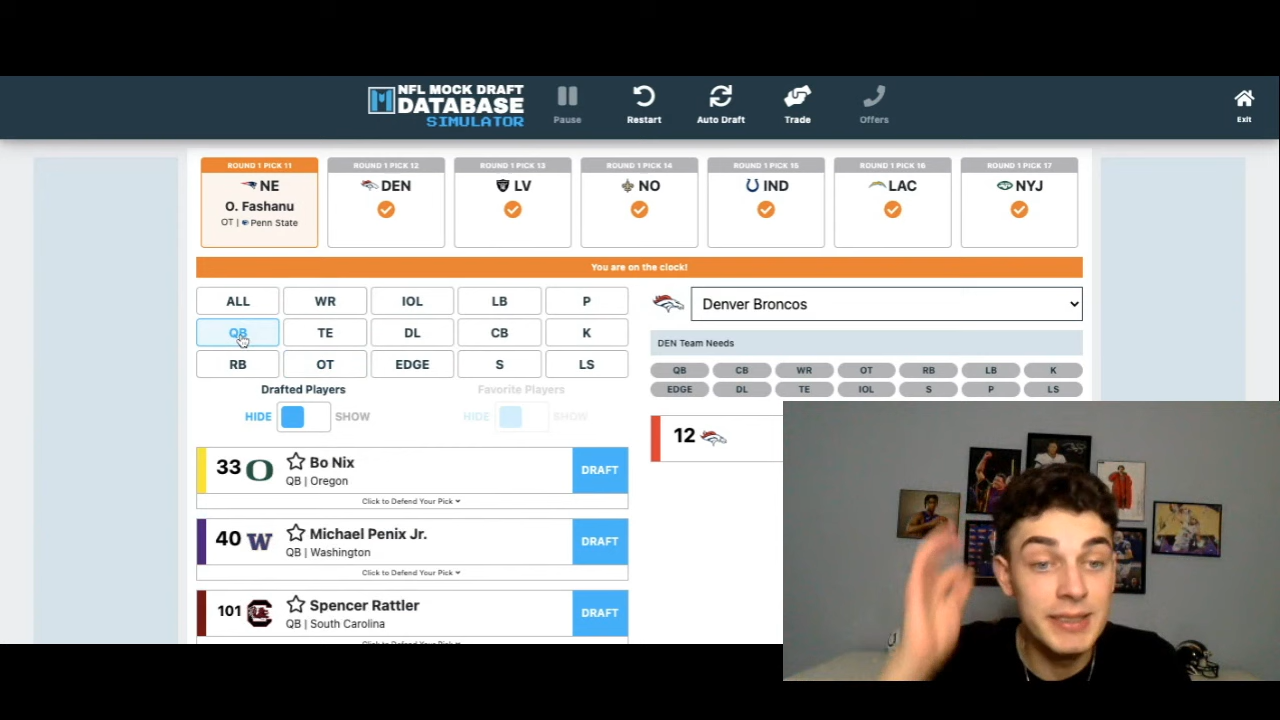 NFL MOCK DRAFT
DATABASE
SIMULATOR
Pause
Restart
Auto Draft
Trade
Offers
Exit
ROUND 1 PICK 11
NE
O. Fashanu
OT | Penn State
ROUND 1 PICK 12
DEN
ROUND 1 PICK 13
LV
ROUND 1 PICK 14
NO
ROUND 1 PICK 15
IND
ROUND 1 PICK 16
LAC
ROUND 1 PICK 17
NYJ
You are on the clock!
ALL WR IOL LB P
QB TE DL CB K
RB OT EDGE S LS
Drafted Players
HIDE SHOW
Favorite Players
HIDE SHOW
33 O Bo Nix
QB | Oregon
DRAFT
Click to Defend Your Pick
40 W Michael Penix Jr.
QB | Washington
DRAFT
Click to Defend Your Pick
101 Spencer Rattler
QB | South Carolina
DRAFT
Click to Defend Your Pick
Denver Broncos
DEN Team Needs
QB CB WR OT RB LB K
EDGE DL TE IOL S P LS
12